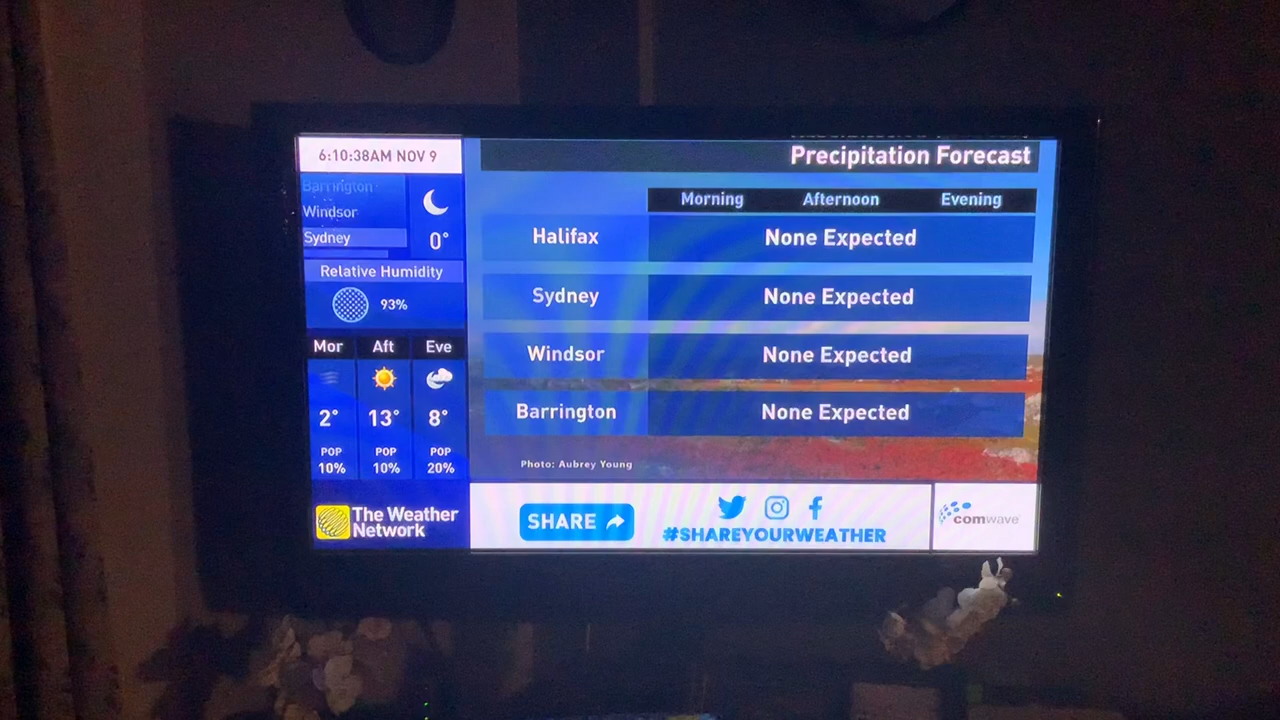 6:10:38AM NOV 9
Barrington
Windsor
Sydney
0°
Relative Humidity
93%
Mor Aft Eve
2° 13° 8°
POP POP POP
10% 10% 20%
The Weather
Network
Precipitation Forecast
Morning Afternoon Evening
Halifax None Expected
Sydney None Expected
Windsor None Expected
Barrington None Expected
Photo: Aubrey Young
SHARE
#SHAREYOURWEATHER
comwave